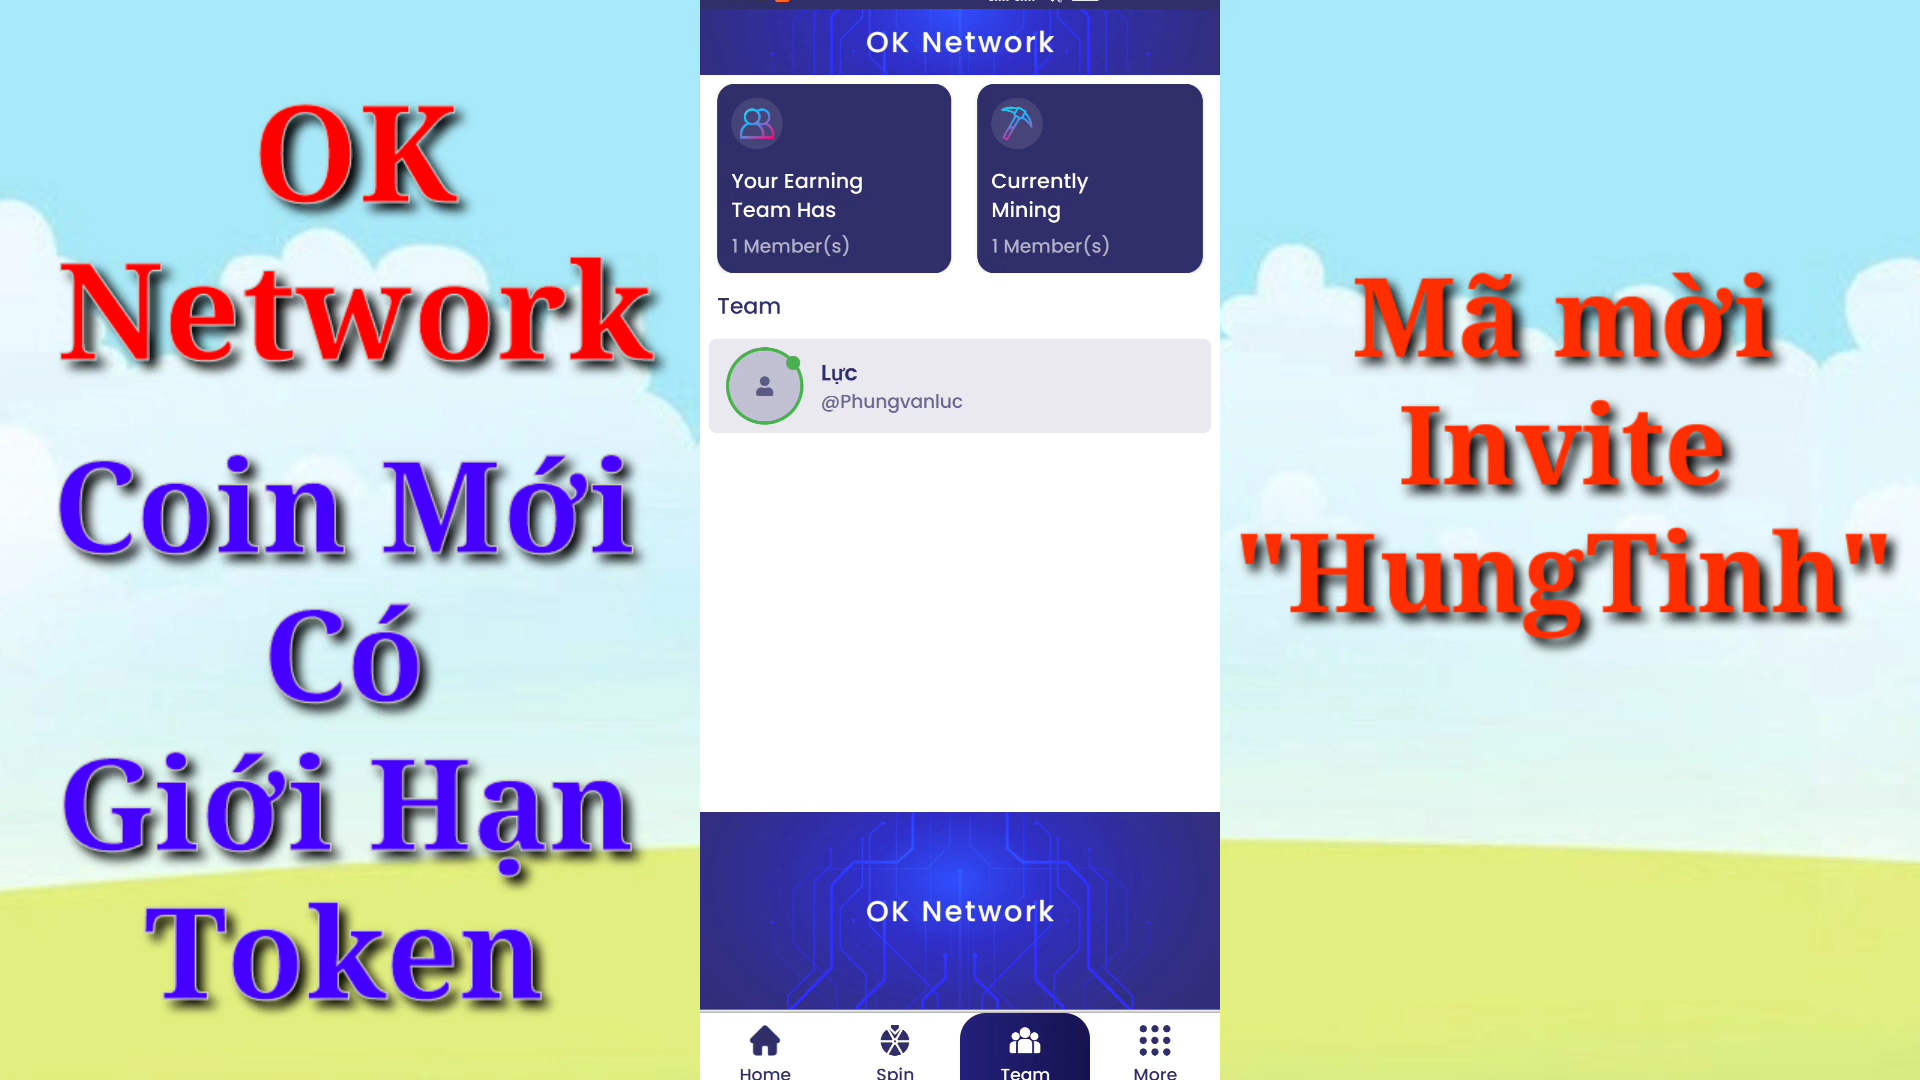 OK
Network
Coin Mới
Có
Giới Hạn
Token
OK Network
Your Earning
Team Has
1 Member(s)
Currently
Mining
1 Member(s)
Team
Lực
@Phungvanluc
OK Network
Home
Spin
Team
More
Mã mời
Invite
"HungTinh"